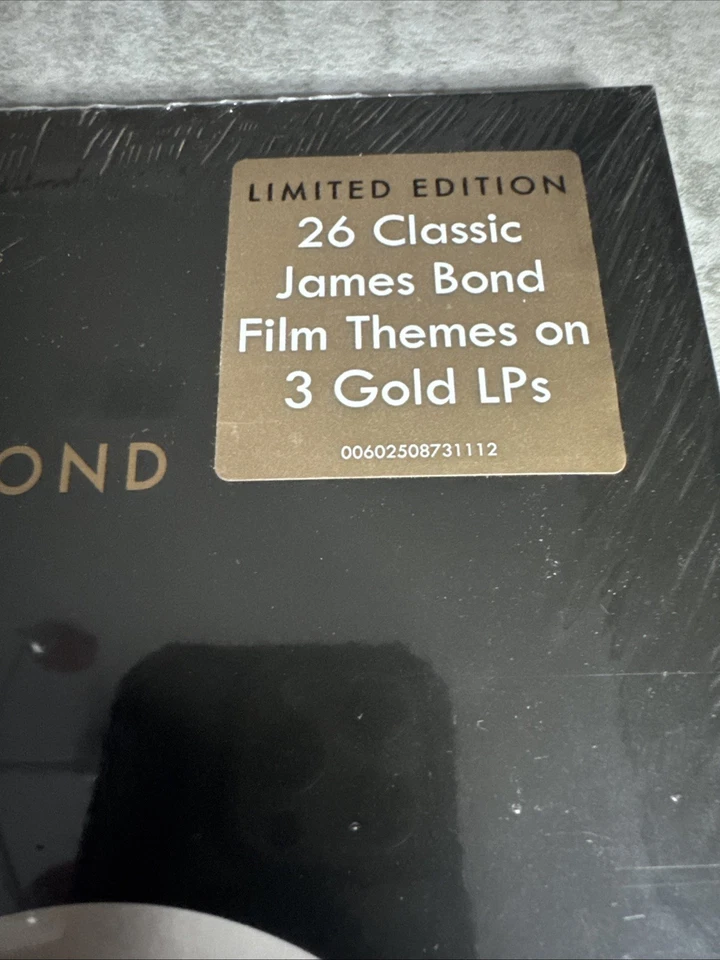 LIMITED EDITION
26 Classic
James Bond
Film Themes on
3 Gold LPs
00602508731112
OND